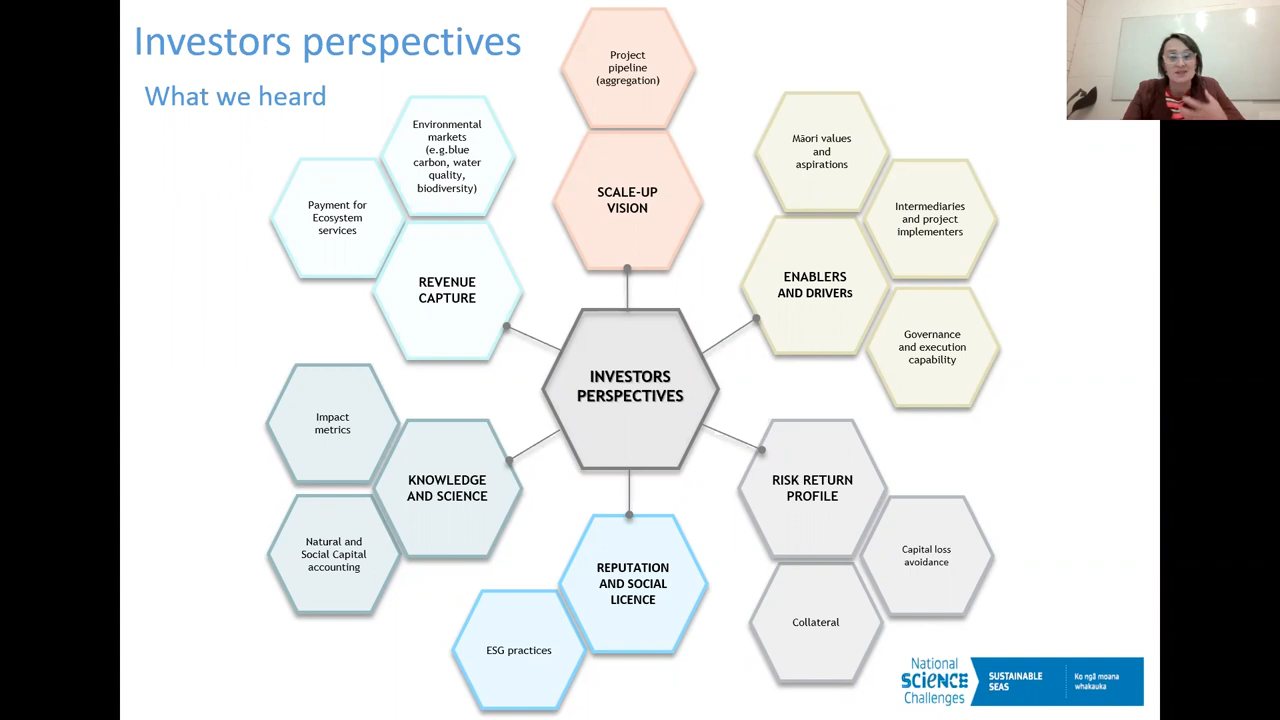 Investors perspectives
What we heard
Project
pipeline
(aggregation)
SCALE-UP
VISION
Environmental
markets
(e.g.blue
carbon, water
quality,
biodiversity)
Payment for
Ecosystem
services
REVENUE
CAPTURE
Māori values
and
aspirations
Intermediaries
and project
implementers
ENABLERS
AND DRIVERs
Governance
and execution
capability
INVESTORS
PERSPECTIVES
Impact
metrics
KNOWLEDGE
AND SCIENCE
Natural and
Social Capital
accounting
RISK RETURN
PROFILE
Capital loss
avoidance
Collateral
REPUTATION
AND SOCIAL
LICENCE
ESG practices
National
SCIENCE
Challenges
SUSTAINABLE
SEAS
Ko ngā moana
whakauka